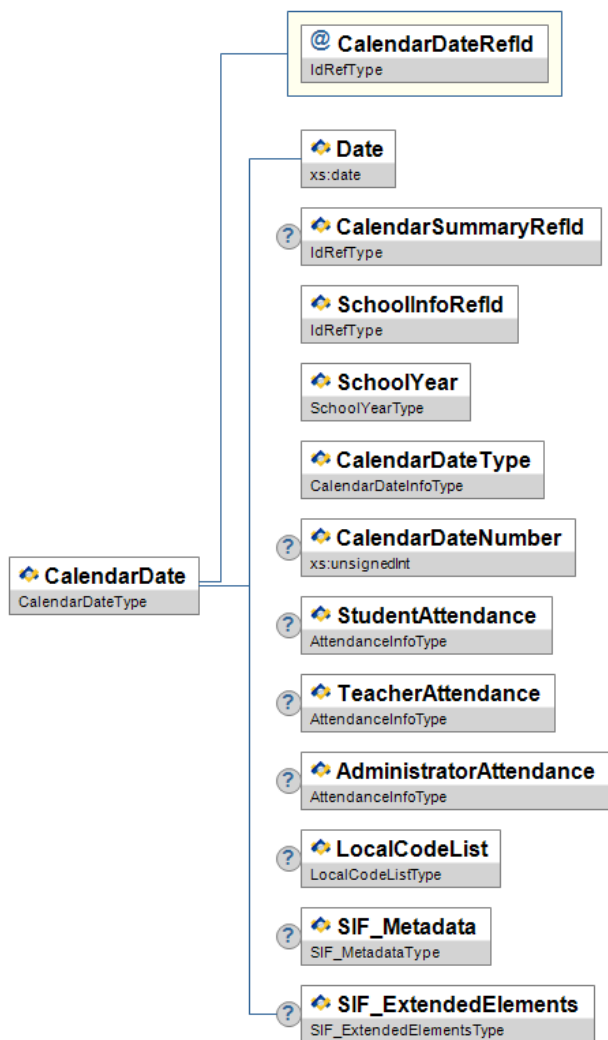 @ CalendarDateRefId
IdRefType
Date
xs:date
? CalendarSummaryRefId
IdRefType
SchoolInfoRefId
IdRefType
SchoolYear
SchoolYearType
CalendarDateType
CalendarDateInfoType
? CalendarDateNumber
xs:unsignedInt
CalendarDate
CalendarDateType
? StudentAttendance
AttendanceInfoType
? TeacherAttendance
AttendanceInfoType
? AdministratorAttendance
AttendanceInfoType
? LocalCodeList
LocalCodeListType
? SIF_Metadata
SIF_MetadataType
? SIF_ExtendedElements
SIF_ExtendedElementsType